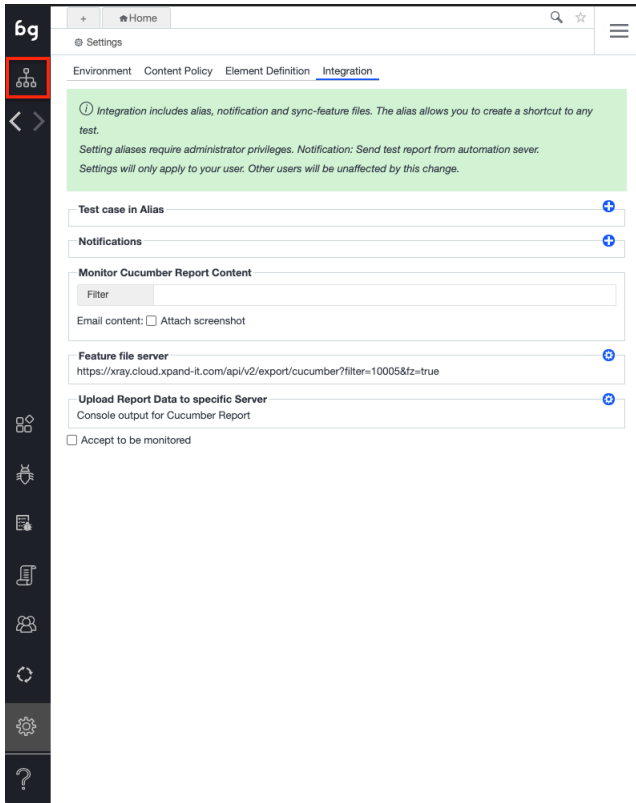 bg
+
Home
Settings
Environment Content Policy Element Definition Integration
Integration includes alias, notification and sync-feature files. The alias allows you to create a shortcut to any
test.
Setting aliases require administrator privileges. Notification: Send test report from automation sever.
Settings will only apply to your user. Other users will be unaffected by this change.
Test case in Alias
Notifications
Monitor Cucumber Report Content
Filter
Email content: Attach screenshot
Feature file server
https://xray.cloud.xpand-it.com/api/v2/export/cucumber?filter=10005&fz=true
Upload Report Data to specific Server
Console output for Cucumber Report
Accept to be monitored
?